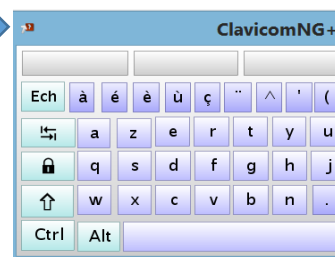 ClavicomNG+
Ech à é è ù ç ¨ ^ ' (
a z e r t y u
q s d f g h j
w x c v b n .
Ctrl Alt